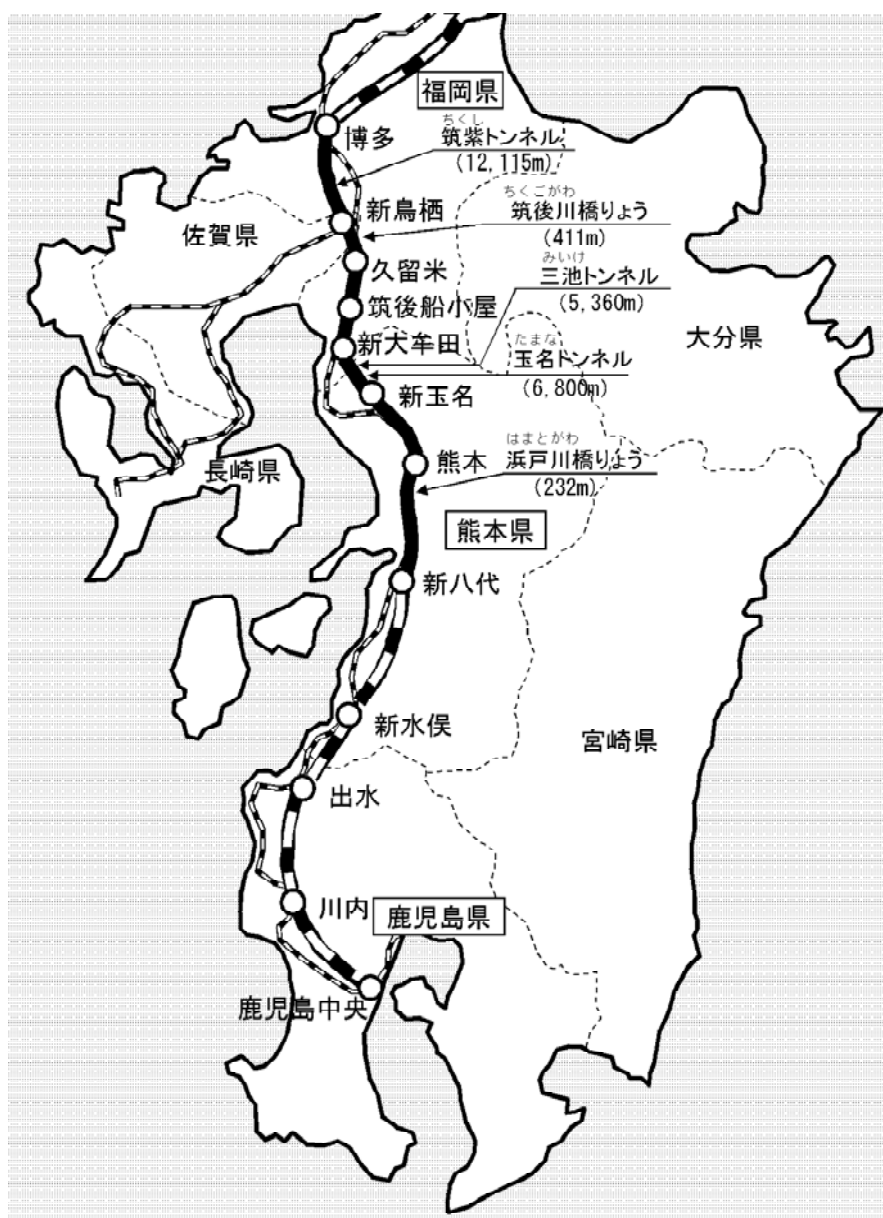 福岡県
博多
ちくし
筑紫トンネル
(12,115m)
ちくごがわ
筑後川橋りょう
(411m)
新鳥栖
佐賀県
久留米
みいけ
三池トンネル
(5,360m)
筑後船小屋
大分県
新大牟田
たまな
玉名トンネル
(6,800m)
新玉名
はまとがわ
浜戸川橋りょう
(232m)
熊本
長崎県
熊本県
新八代
新水俣
宮崎県
出水
川内
鹿児島県
鹿児島中央